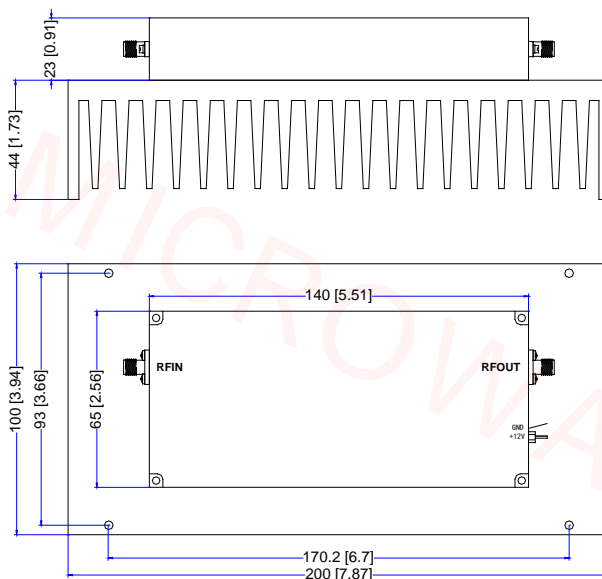 23 [0.91]
44 [1.73]
MICROWA
140 [5.51]
RFIN
RFOUT
GND
+12V
65 [2.56]
93 [3.66]
100 [3.94]
170.2 [6.7]
200 [7.87]